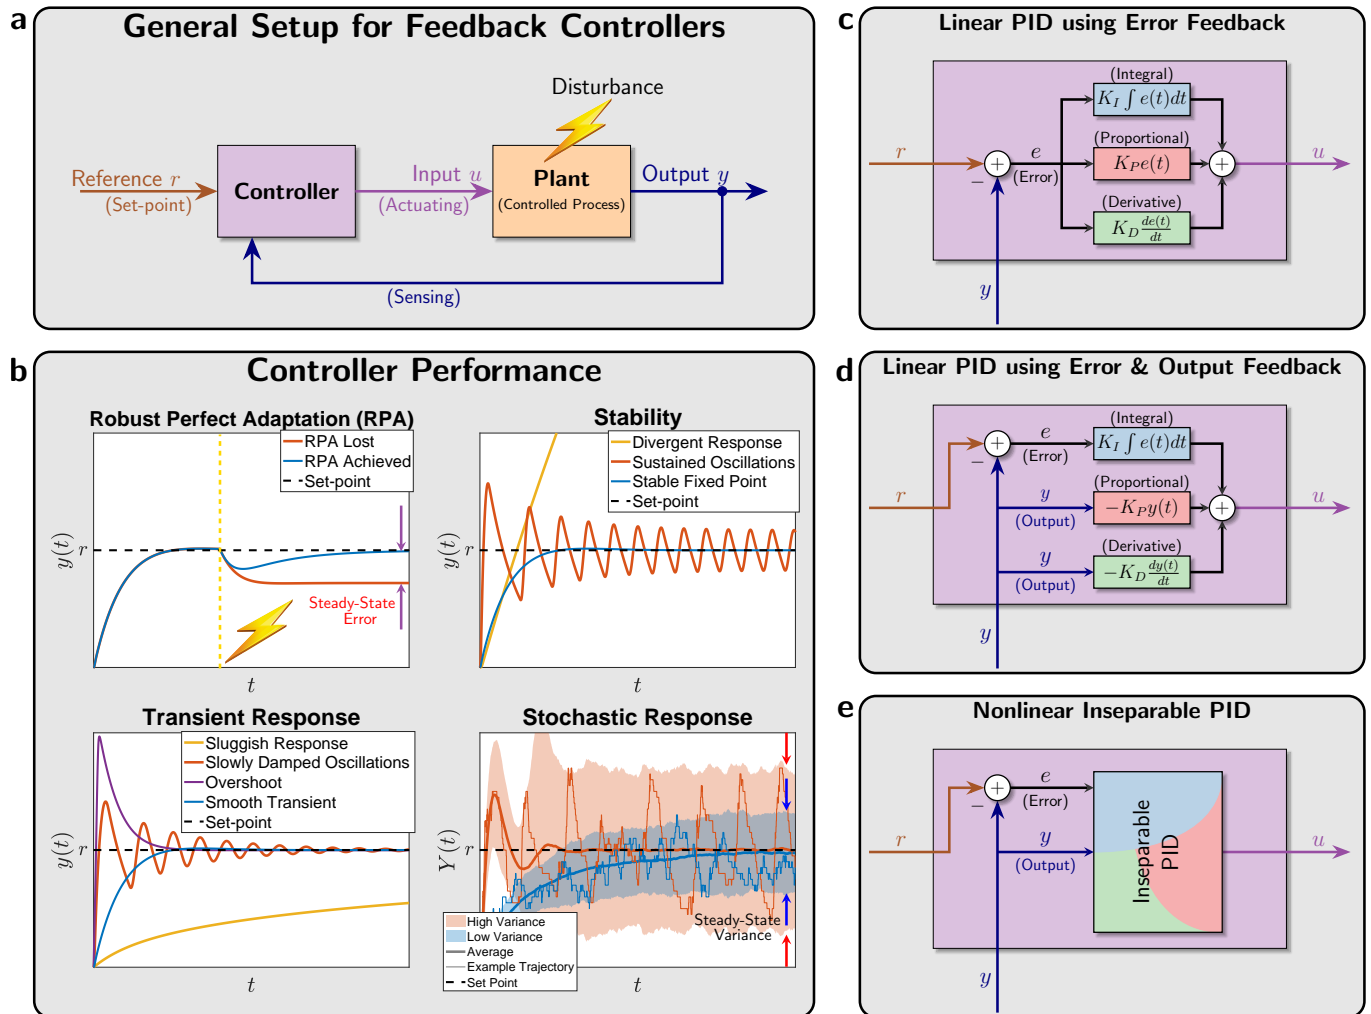 a
General Setup for Feedback Controllers
Disturbance
Reference r
(Set-point)
Controller
Input u
(Actuating)
Plant
(Controlled Process)
Output y
(Sensing)
b
Controller Performance
Robust Perfect Adaptation (RPA)
RPA Lost
RPA Achieved
Set-point
y(t)
r
Steady-State
Error
t
Stability
Divergent Response
Sustained Oscillations
Stable Fixed Point
Set-point
y(t)
r
t
Transient Response
Sluggish Response
Slowly Damped Oscillations
Overshoot
Smooth Transient
Set-point
y(t)
r
t
Stochastic Response
Y(t)
r
High Variance
Low Variance
Average
Example Trajectory
Set Point
Steady-State
Variance
t
c
Linear PID using Error Feedback
(Integral)
K_I ∫ e(t)dt
(Proportional)
r
+
−
e
(Error)
K_P e(t)
+
u
(Derivative)
K_D de(t)/dt
y
d
Linear PID using Error & Output Feedback
(Integral)
+
−
e
(Error)
K_I ∫ e(t)dt
(Proportional)
r
y
(Output)
−K_P y(t)
+
u
(Derivative)
y
(Output)
−K_D dy(t)/dt
y
e
Nonlinear Inseparable PID
+
−
e
(Error)
r
y
(Output)
Inseparable
PID
u
y